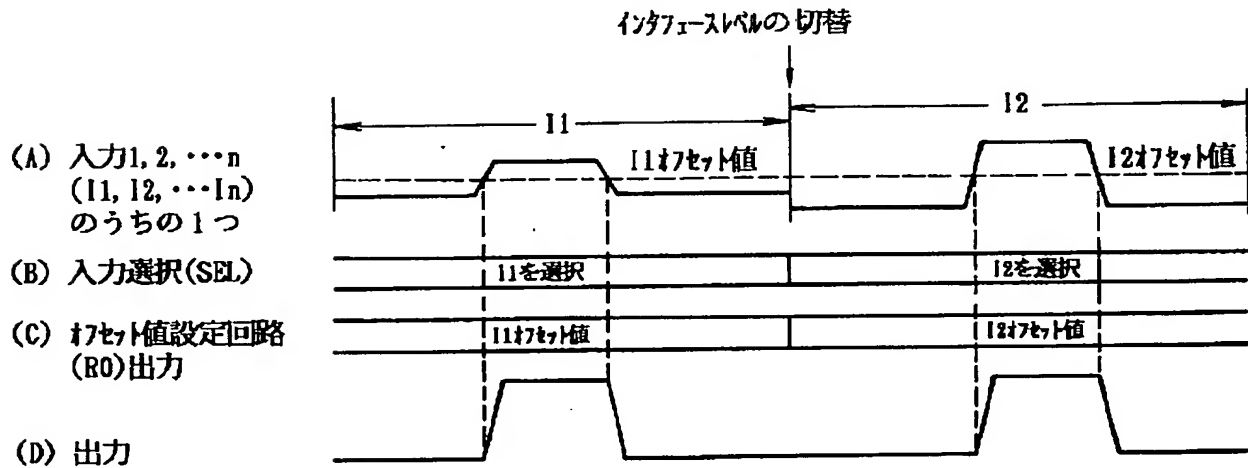 インタフェースレベルの切替
I1
I2
(A) 入力1, 2, ・・・n
(I1, I2, ・・・In)
のうちの1つ
I1オフセット値
I2オフセット値
(B) 入力選択(SEL)
I1を選択
I2を選択
(C) オフセット値設定回路
(RO)出力
I1オフセット値
I2オフセット値
(D) 出力